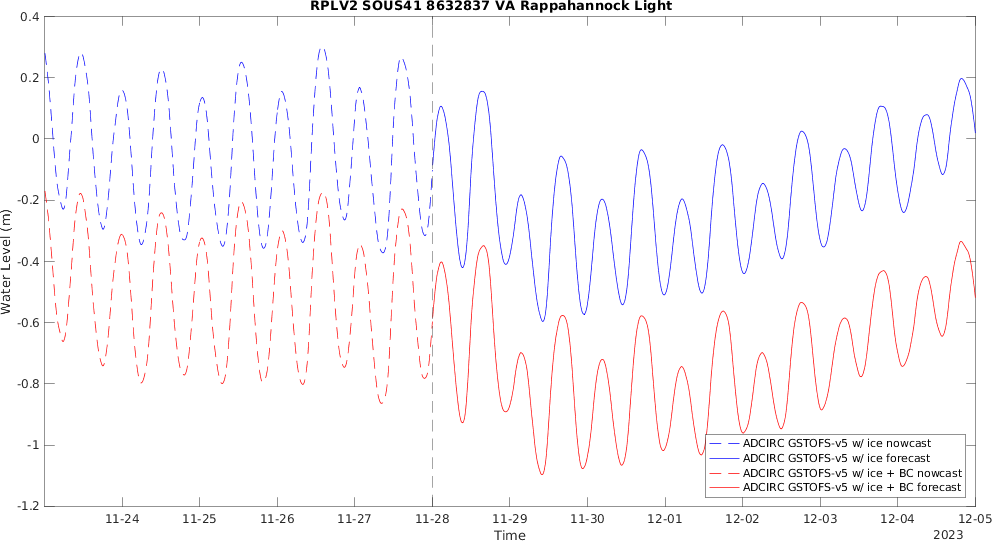 RPLV2 SOUS41 8632837 VA Rappahannock Light
0.4
0.2
0
-0.2
-0.4
-0.6
-0.8
-1
-1.2
Water Level (m)
ADCIRC GSTOFS-v5 w/ ice nowcast
ADCIRC GSTOFS-v5 w/ ice forecast
ADCIRC GSTOFS-v5 w/ ice + BC nowcast
ADCIRC GSTOFS-v5 w/ ice + BC forecast
11-24 11-25 11-26 11-27 11-28 11-29 11-30 12-01 12-02 12-03 12-04 12-05
Time
2023